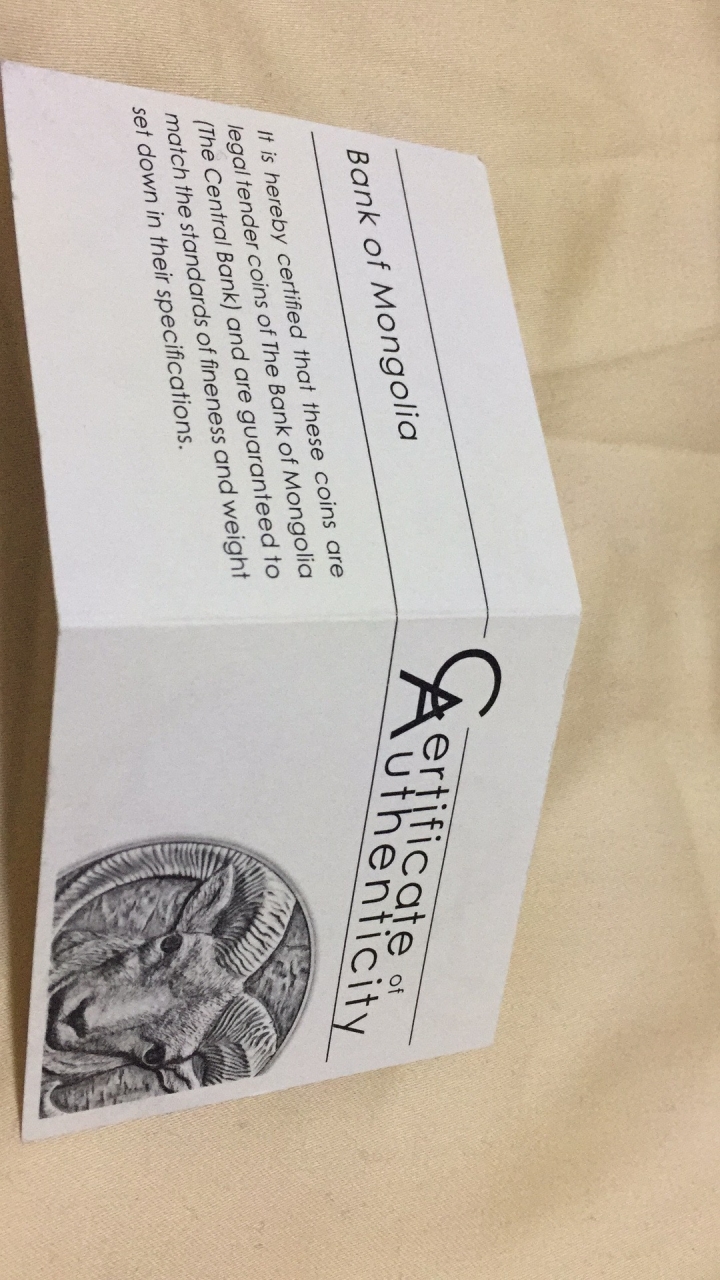 Bank of Mongolia
It is hereby certified that these coins are
legal tender coins of The Bank of Mongolia
(The Central Bank) and are guaranteed to
match the standards of fineness and weight
set down in their specifications.
Certificate of
Authenticity